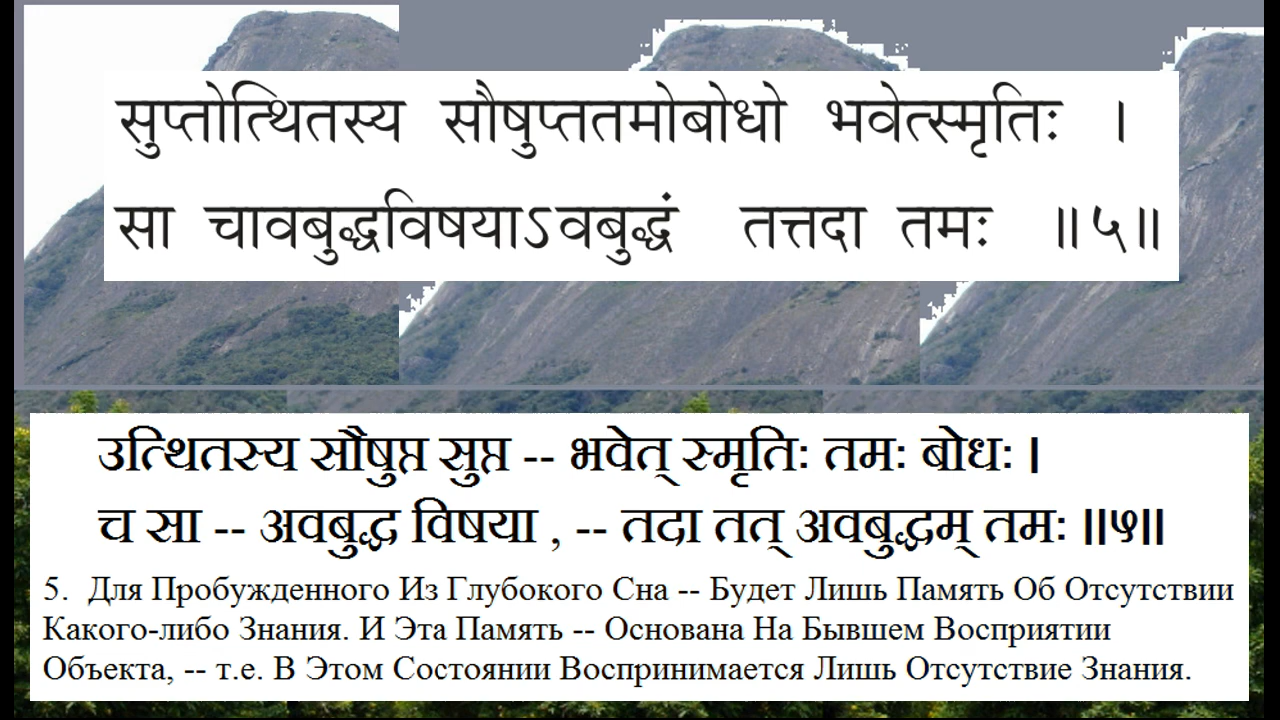 सुप्तोत्थितस्य सौषुप्ततमोबोधो भवेत्स्मृतिः ।
सा चावबुद्धविषयाऽवबुद्धं तत्तदा तमः ॥५॥
उत्थितस्य सौषुप्त सुप्त -- भवेत् स्मृतिः तमः बोधः ।
च सा -- अवबुद्ध विषया , -- तदा तत् अवबुद्धम् तमः ॥५॥
5. Для Пробужденного Из Глубокого Сна -- Будет Лишь Память Об Отсутствии
Какого-либо Знания. И Эта Память -- Основана На Бывшем Восприятии
Объекта, -- т.е. В Этом Состоянии Воспринимается Лишь Отсутствие Знания.